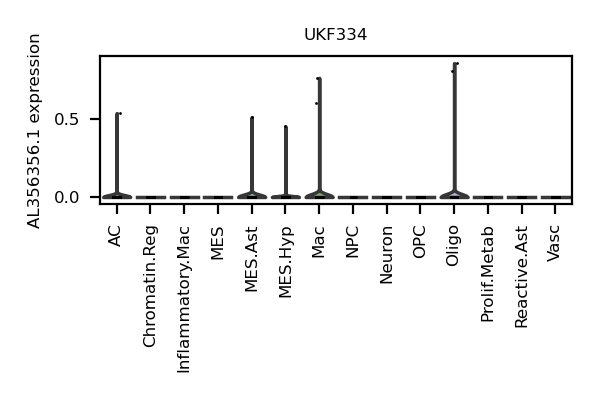 UKF334
AL356356.1 expression
0.5
0.0
AC
Chromatin.Reg
Inflammatory.Mac
MES
MES.Ast
MES.Hyp
Mac
NPC
Neuron
OPC
Oligo
Prolif.Metab
Reactive.Ast
Vasc